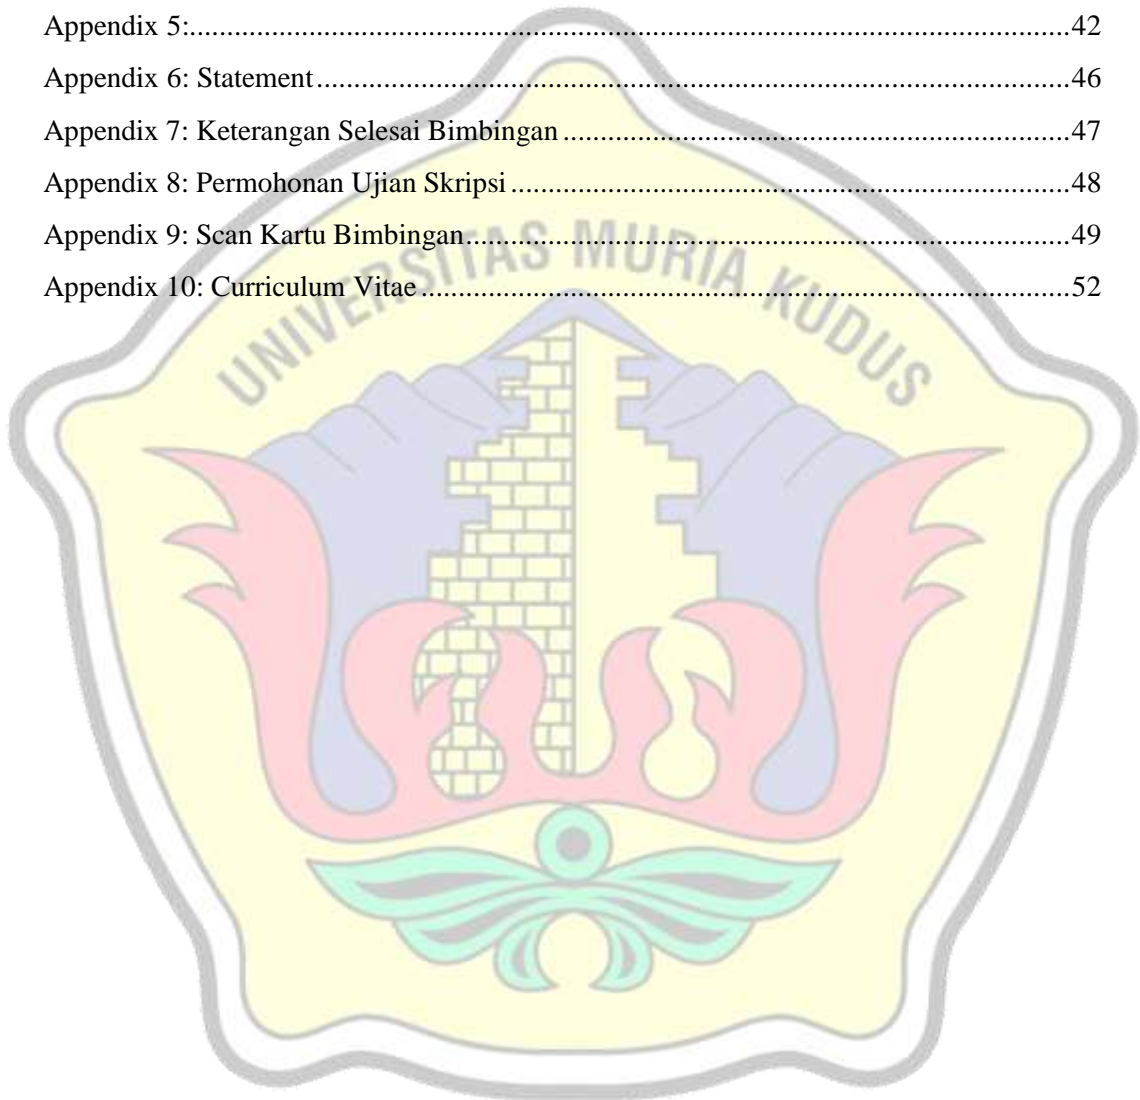 Appendix 5:....................................................................................................................42
Appendix 6: Statement....................................................................................................46
Appendix 7: Keterangan Selesai Bimbingan....................................................................47
Appendix 8: Permohonan Ujian Skripsi..........................................................................48
Appendix 9: Scan Kartu Bimbingan................................................................................49
Appendix 10: Curriculum Vitae......................................................................................52
UNIVERSITAS MURIA KUDUS